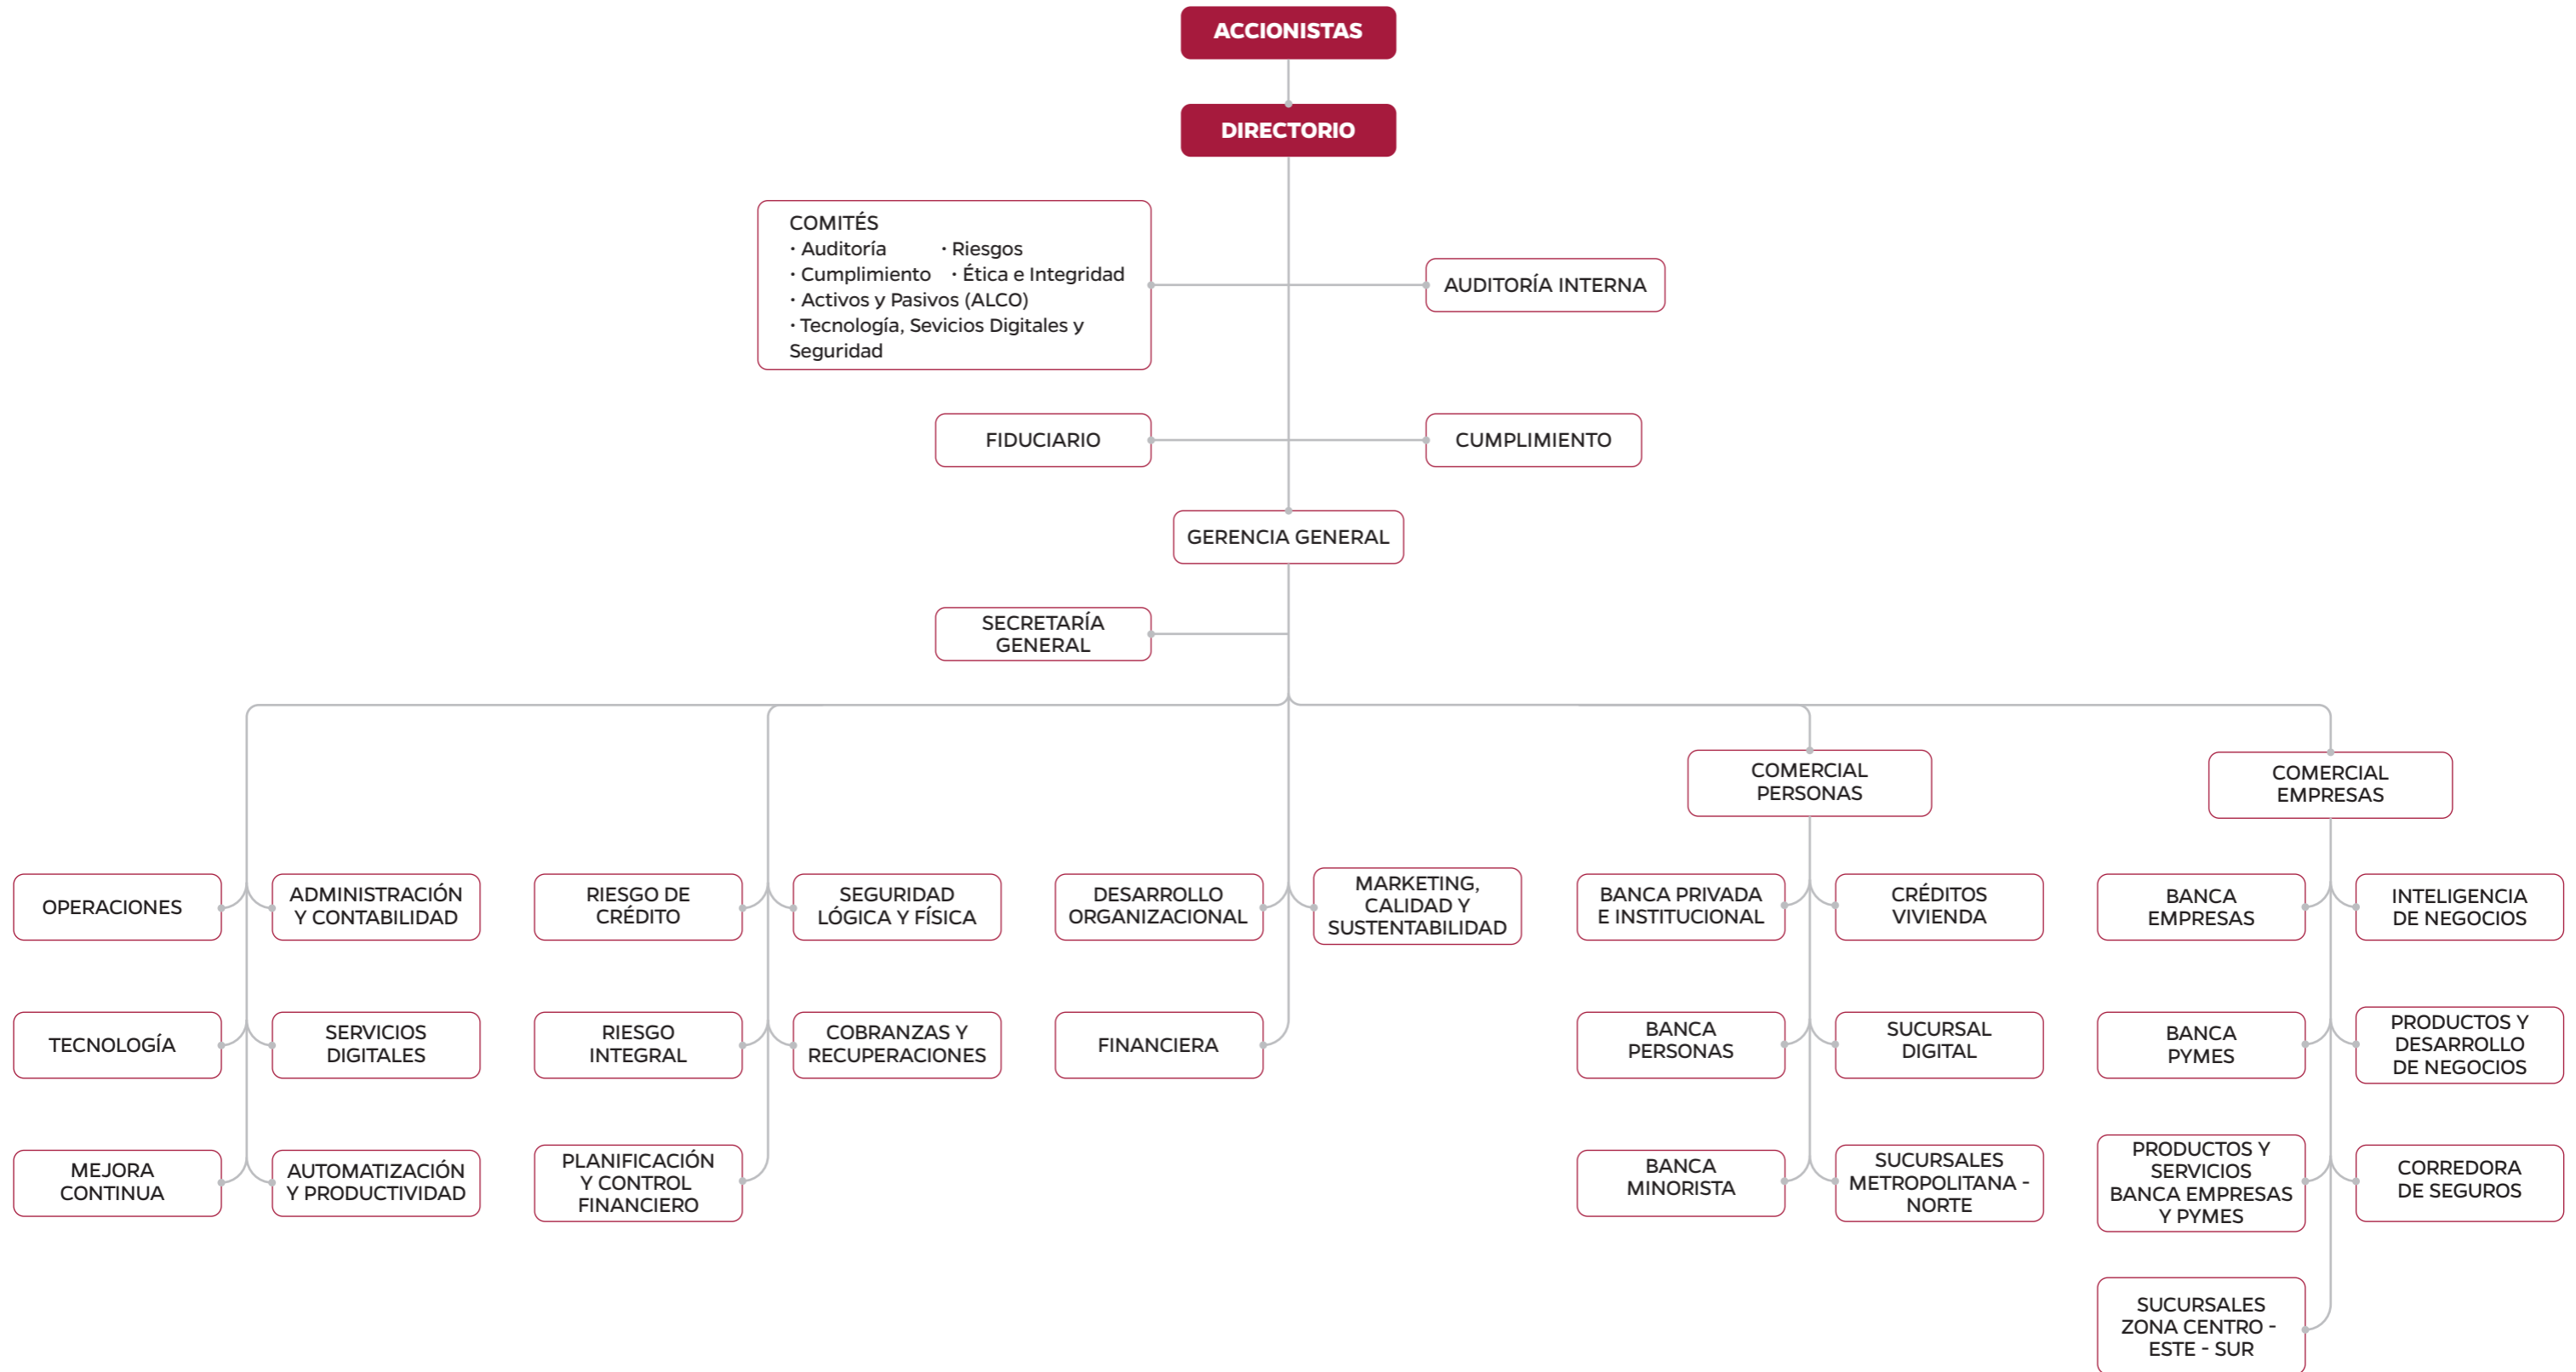 ACCIONISTAS
DIRECTORIO
COMITÉS
· Auditoría · Riesgos
· Cumplimiento · Ética e Integridad
· Activos y Pasivos (ALCO)
· Tecnología, Sevicios Digitales y
Seguridad
AUDITORÍA INTERNA
FIDUCIARIO
CUMPLIMIENTO
GERENCIA GENERAL
SECRETARÍA
GENERAL
COMERCIAL
PERSONAS
COMERCIAL
EMPRESAS
OPERACIONES
ADMINISTRACIÓN
Y CONTABILIDAD
RIESGO DE
CRÉDITO
SEGURIDAD
LÓGICA Y FÍSICA
DESARROLLO
ORGANIZACIONAL
MARKETING,
CALIDAD Y
SUSTENTABILIDAD
BANCA PRIVADA
E INSTITUCIONAL
CRÉDITOS
VIVIENDA
BANCA
EMPRESAS
INTELIGENCIA
DE NEGOCIOS
TECNOLOGÍA
SERVICIOS
DIGITALES
RIESGO
INTEGRAL
COBRANZAS Y
RECUPERACIONES
FINANCIERA
BANCA
PERSONAS
SUCURSAL
DIGITAL
BANCA
PYMES
PRODUCTOS Y
DESARROLLO
DE NEGOCIOS
MEJORA
CONTINUA
AUTOMATIZACIÓN
Y PRODUCTIVIDAD
PLANIFICACIÓN
Y CONTROL
FINANCIERO
BANCA
MINORISTA
SUCURSALES
METROPOLITANA -
NORTE
PRODUCTOS Y
SERVICIOS
BANCA EMPRESAS
Y PYMES
CORREDORA
DE SEGUROS
SUCURSALES
ZONA CENTRO -
ESTE - SUR